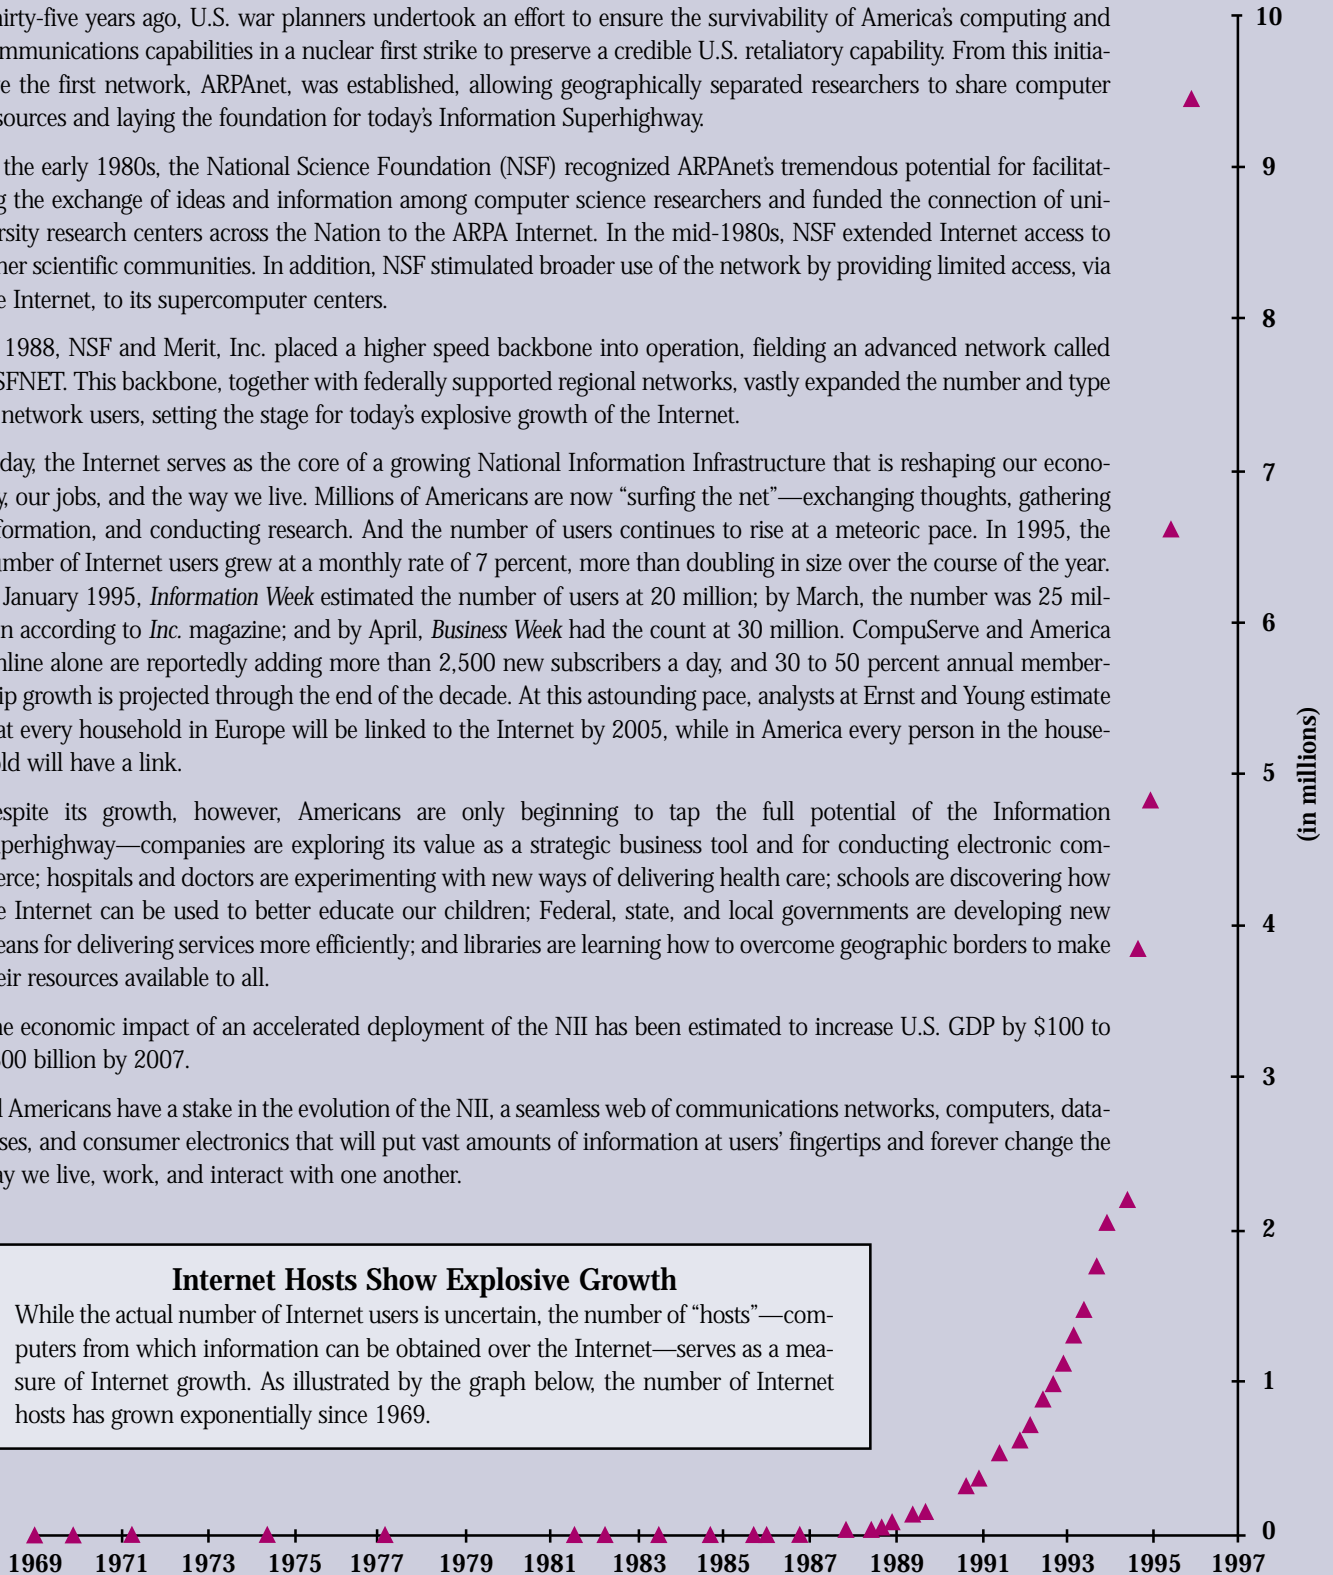 hirty-five years ago, U.S. war planners undertook an effort to ensure the survivability of America's computing and
mmunications capabilities in a nuclear first strike to preserve a credible U.S. retaliatory capability. From this initia-
e the first network, ARPAnet, was established, allowing geographically separated researchers to share computer
sources and laying the foundation for today's Information Superhighway.
the early 1980s, the National Science Foundation (NSF) recognized ARPAnet's tremendous potential for facilitat-
g the exchange of ideas and information among computer science researchers and funded the connection of uni-
rsity research centers across the Nation to the ARPA Internet. In the mid-1980s, NSF extended Internet access to
her scientific communities. In addition, NSF stimulated broader use of the network by providing limited access, via
e Internet, to its supercomputer centers.
1988, NSF and Merit, Inc. placed a higher speed backbone into operation, fielding an advanced network called
SFNET. This backbone, together with federally supported regional networks, vastly expanded the number and type
network users, setting the stage for today's explosive growth of the Internet.
day, the Internet serves as the core of a growing National Information Infrastructure that is reshaping our econo-
y, our jobs, and the way we live. Millions of Americans are now “surfing the net”—exchanging thoughts, gathering
formation, and conducting research. And the number of users continues to rise at a meteoric pace. In 1995, the
umber of Internet users grew at a monthly rate of 7 percent, more than doubling in size over the course of the year.
January 1995, Information Week estimated the number of users at 20 million; by March, the number was 25 mil-
n according to Inc. magazine; and by April, Business Week had the count at 30 million. CompuServe and America
nline alone are reportedly adding more than 2,500 new subscribers a day, and 30 to 50 percent annual member-
ip growth is projected through the end of the decade. At this astounding pace, analysts at Ernst and Young estimate
at every household in Europe will be linked to the Internet by 2005, while in America every person in the house-
ld will have a link.
espite its growth, however, Americans are only beginning to tap the full potential of the Information
perhighway—companies are exploring its value as a strategic business tool and for conducting electronic com-
erce; hospitals and doctors are experimenting with new ways of delivering health care; schools are discovering how
e Internet can be used to better educate our children; Federal, state, and local governments are developing new
eans for delivering services more efficiently; and libraries are learning how to overcome geographic borders to make
eir resources available to all.
e economic impact of an accelerated deployment of the NII has been estimated to increase U.S. GDP by $100 to
00 billion by 2007.
l Americans have a stake in the evolution of the NII, a seamless web of communications networks, computers, data-
ses, and consumer electronics that will put vast amounts of information at users' fingertips and forever change the
ay we live, work, and interact with one another.
Internet Hosts Show Explosive Growth
While the actual number of Internet users is uncertain, the number of “hosts”—com-
puters from which information can be obtained over the Internet—serves as a mea-
sure of Internet growth. As illustrated by the graph below, the number of Internet
hosts has grown exponentially since 1969.
10
9
8
7
6
5
4
3
2
1
0
(in millions)
1969 1971 1973 1975 1977 1979 1981 1983 1985 1987 1989 1991 1993 1995 1997